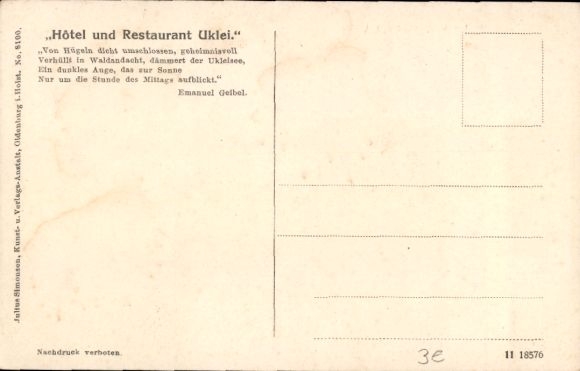 „Hôtel und Restaurant Uklei.“
„Von Hügeln dicht umschlossen, geheimnisvoll
Verhüllt in Waldandacht, dämmert der Ukleisee,
Ein dunkles Auge, das zur Sonne
Nur um die Stunde des Mittags aufblickt.“
Emanuel Geibel.
Julius Simonsen, Kunst- u. Verlags-Anstalt, Oldenburg i. Holst. No. 8100.
Nachdruck verboten.
3€
11 18576